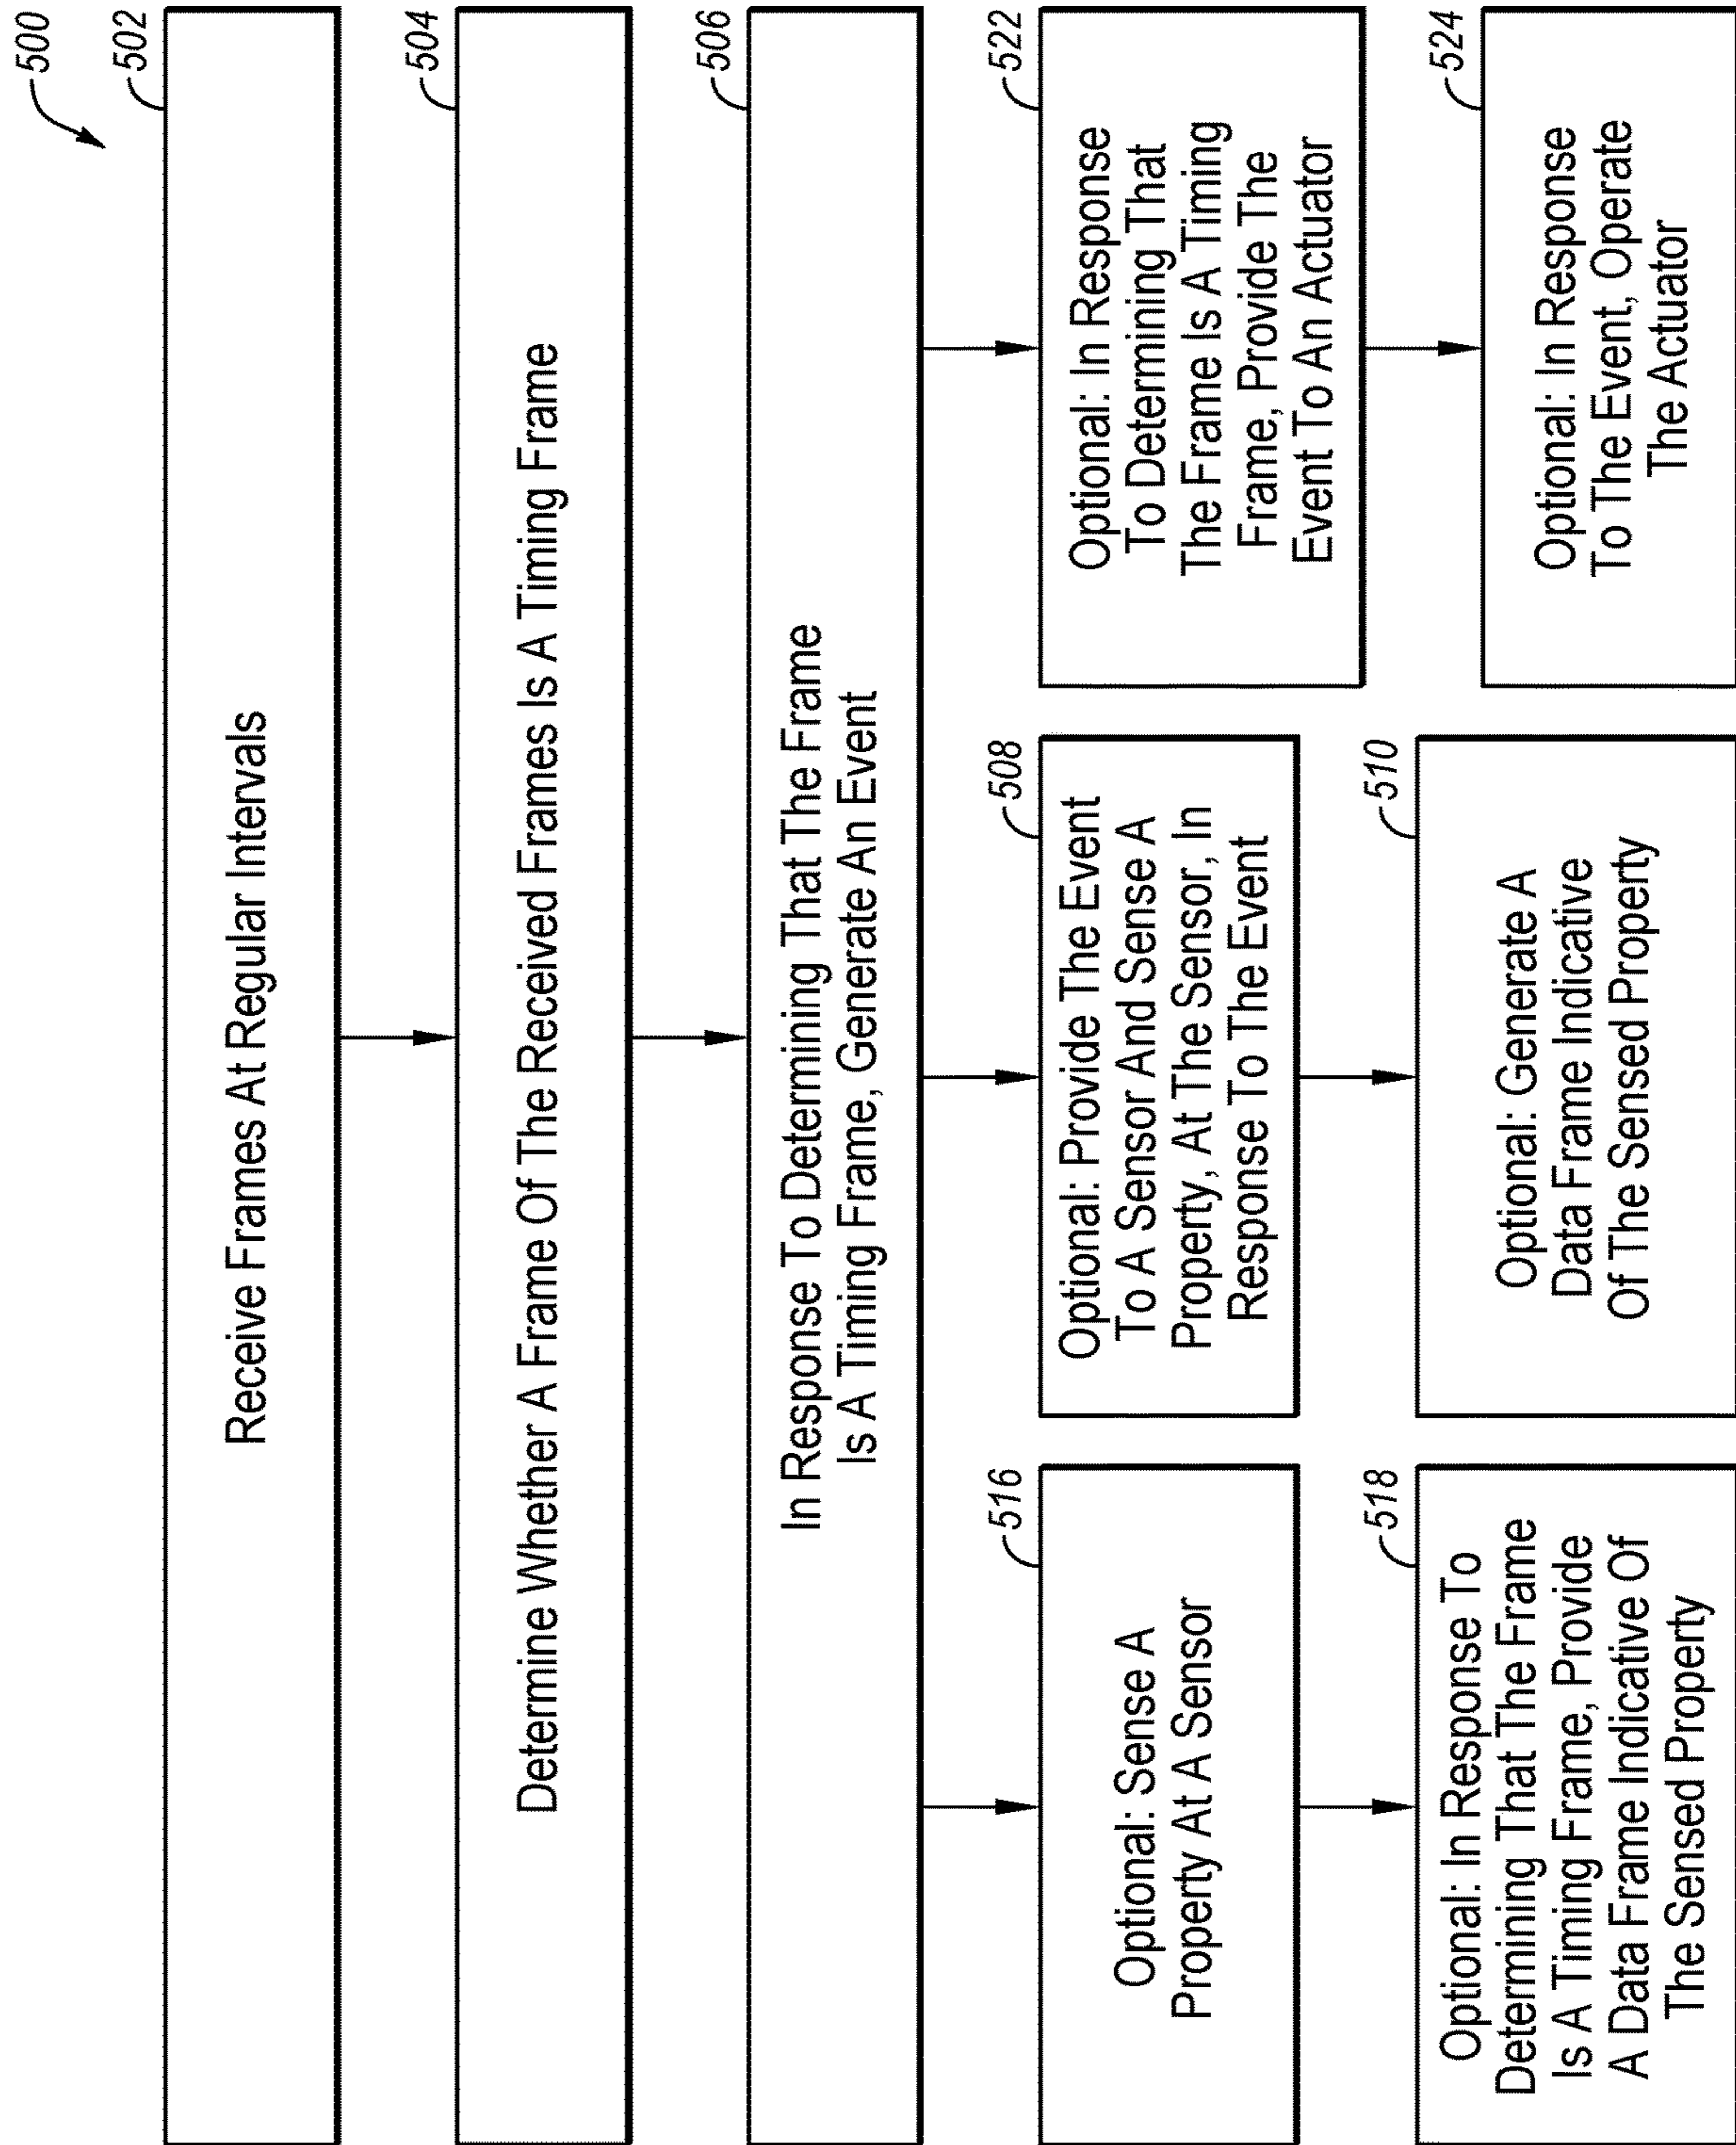 500
502
Receive Frames At Regular Intervals
504
Determine Whether A Frame Of The Received Frames Is A Timing Frame
506
In Response To Determining That The Frame
Is A Timing Frame, Generate An Event
516
Optional: Sense A
Property At A Sensor
508
Optional: Provide The Event
To A Sensor And Sense A
Property, At The Sensor, In
Response To The Event
522
Optional: In Response
To Determining That
The Frame Is A Timing
Frame, Provide The
Event To An Actuator
518
Optional: In Response To
Determining That The Frame
Is A Timing Frame, Provide
A Data Frame Indicative Of
The Sensed Property
510
Optional: Generate A
Data Frame Indicative
Of The Sensed Property
524
Optional: In Response
To The Event, Operate
The Actuator